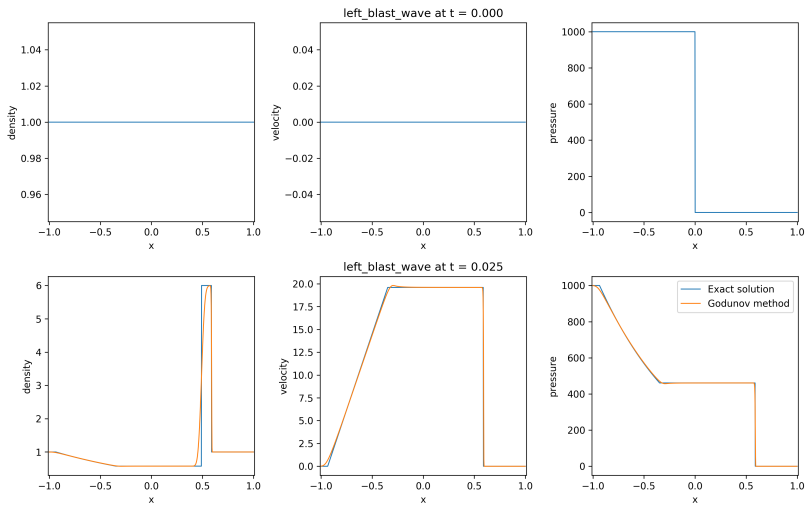 left_blast_wave at t = 0.000
density
1.04
1.02
1.00
0.98
0.96
−1.0 −0.5 0.0 0.5 1.0
x
velocity
0.04
0.02
0.00
−0.02
−0.04
−1.0 −0.5 0.0 0.5 1.0
x
pressure
1000
800
600
400
200
0
−1.0 −0.5 0.0 0.5 1.0
x
left_blast_wave at t = 0.025
density
6
5
4
3
2
1
−1.0 −0.5 0.0 0.5 1.0
x
velocity
20.0
17.5
15.0
12.5
10.0
7.5
5.0
2.5
0.0
−1.0 −0.5 0.0 0.5 1.0
x
pressure
1000
800
600
400
200
0
−1.0 −0.5 0.0 0.5 1.0
x
Exact solution
Godunov method